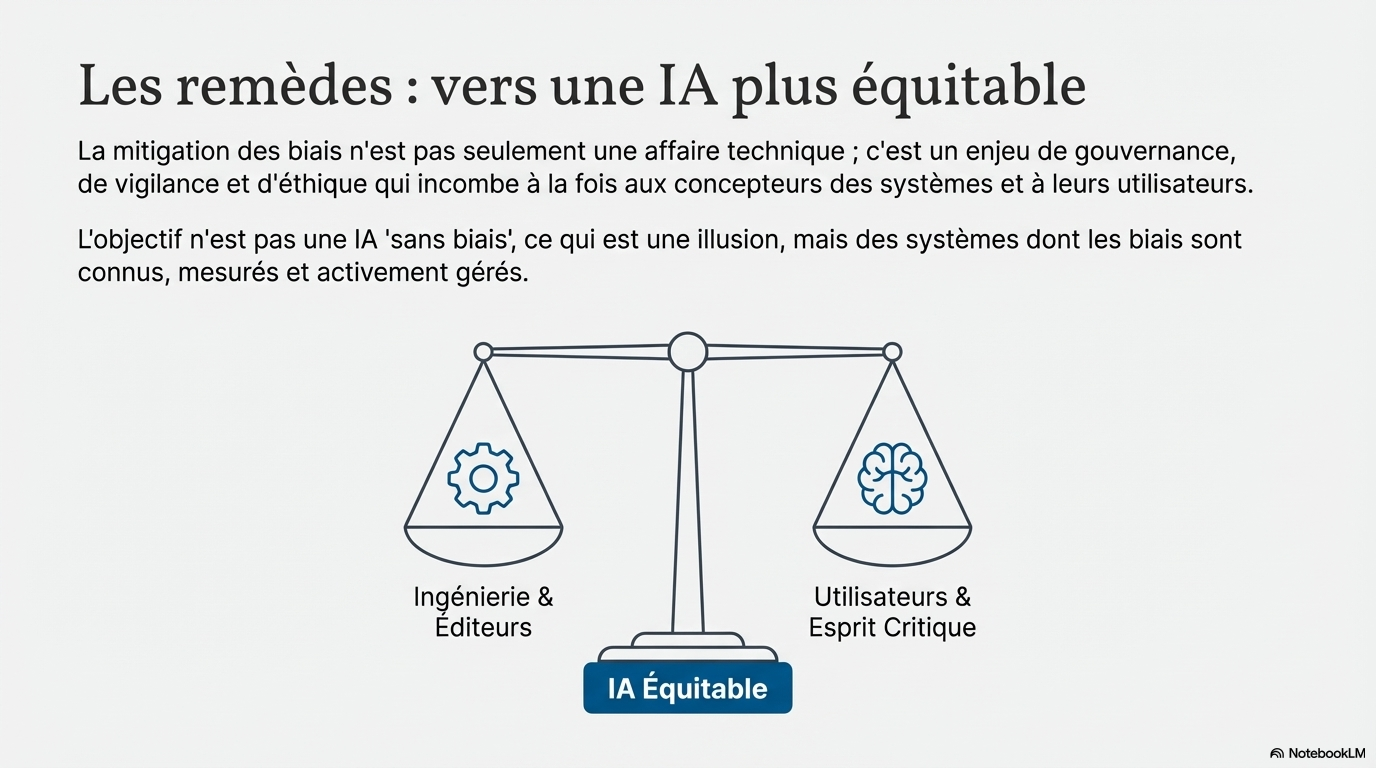 Les remèdes : vers une IA plus équitable
La mitigation des biais n'est pas seulement une affaire technique ; c'est un enjeu de gouvernance,
de vigilance et d'éthique qui incombe à la fois aux concepteurs des systèmes et à leurs utilisateurs.
L'objectif n'est pas une IA 'sans biais', ce qui est une illusion, mais des systèmes dont les biais sont
connus, mesurés et activement gérés.
Ingénierie &
Éditeurs
Utilisateurs &
Esprit Critique
IA Équitable
NotebookLM